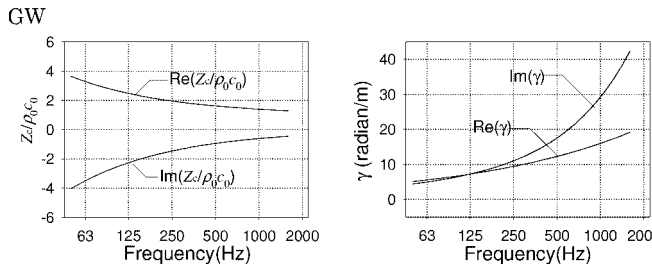 GW
6
4
2
0
-2
-4
-6
Zc/ρ0c0
Re(Zc/ρ0c0)
Im(Zc/ρ0c0)
63 125 250 500 1000 2000
Frequency(Hz)
40
30
20
10
0
γ (radian/m)
Im(γ)
Re(γ)
63 125 250 500 1000 200
Frequency(Hz)